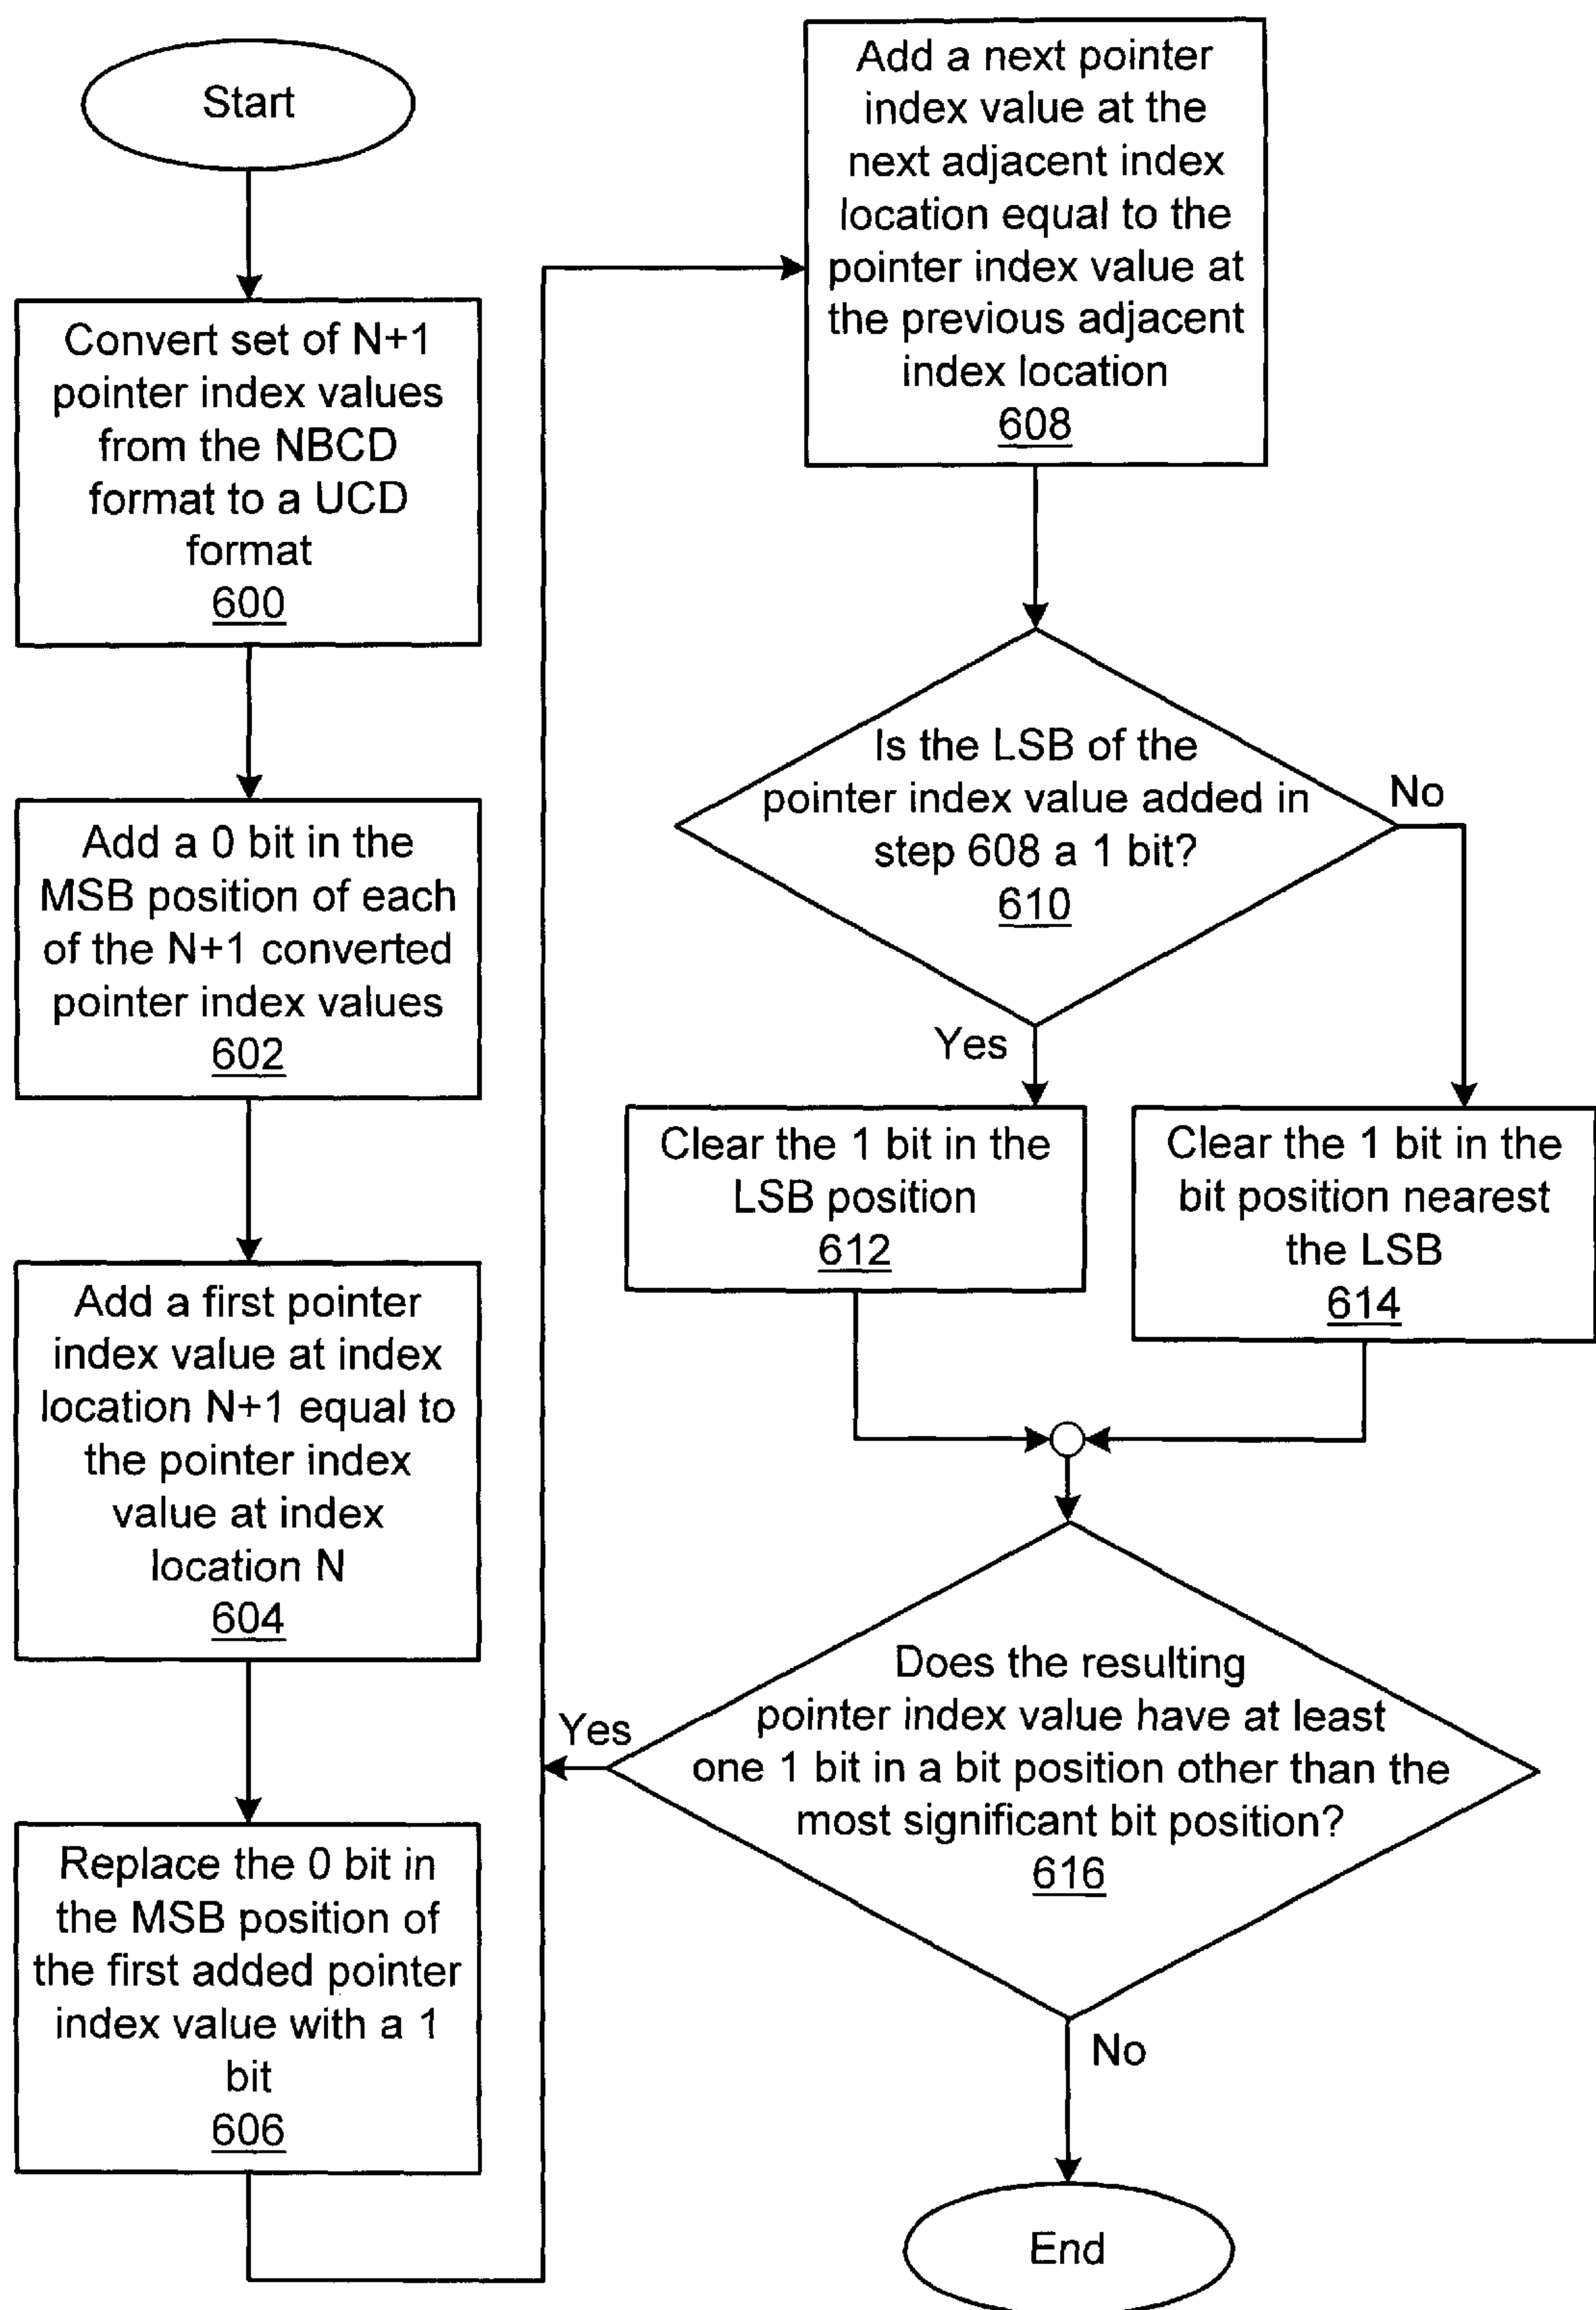 Start
Convert set of N+1
pointer index values
from the NBCD
format to a UCD
format
600
Add a 0 bit in the
MSB position of each
of the N+1 converted
pointer index values
602
Add a first pointer
index value at index
location N+1 equal to
the pointer index
value at index
location N
604
Replace the 0 bit in
the MSB position of
the first added pointer
index value with a 1
bit
606
Add a next pointer
index value at the
next adjacent index
location equal to the
pointer index value at
the previous adjacent
index location
608
Is the LSB of the
pointer index value added in
step 608 a 1 bit?
610
No
Yes
Clear the 1 bit in the
LSB position
612
Clear the 1 bit in the
bit position nearest
the LSB
614
Does the resulting
pointer index value have at least
one 1 bit in a bit position other than the
most significant bit position?
616
Yes
No
End